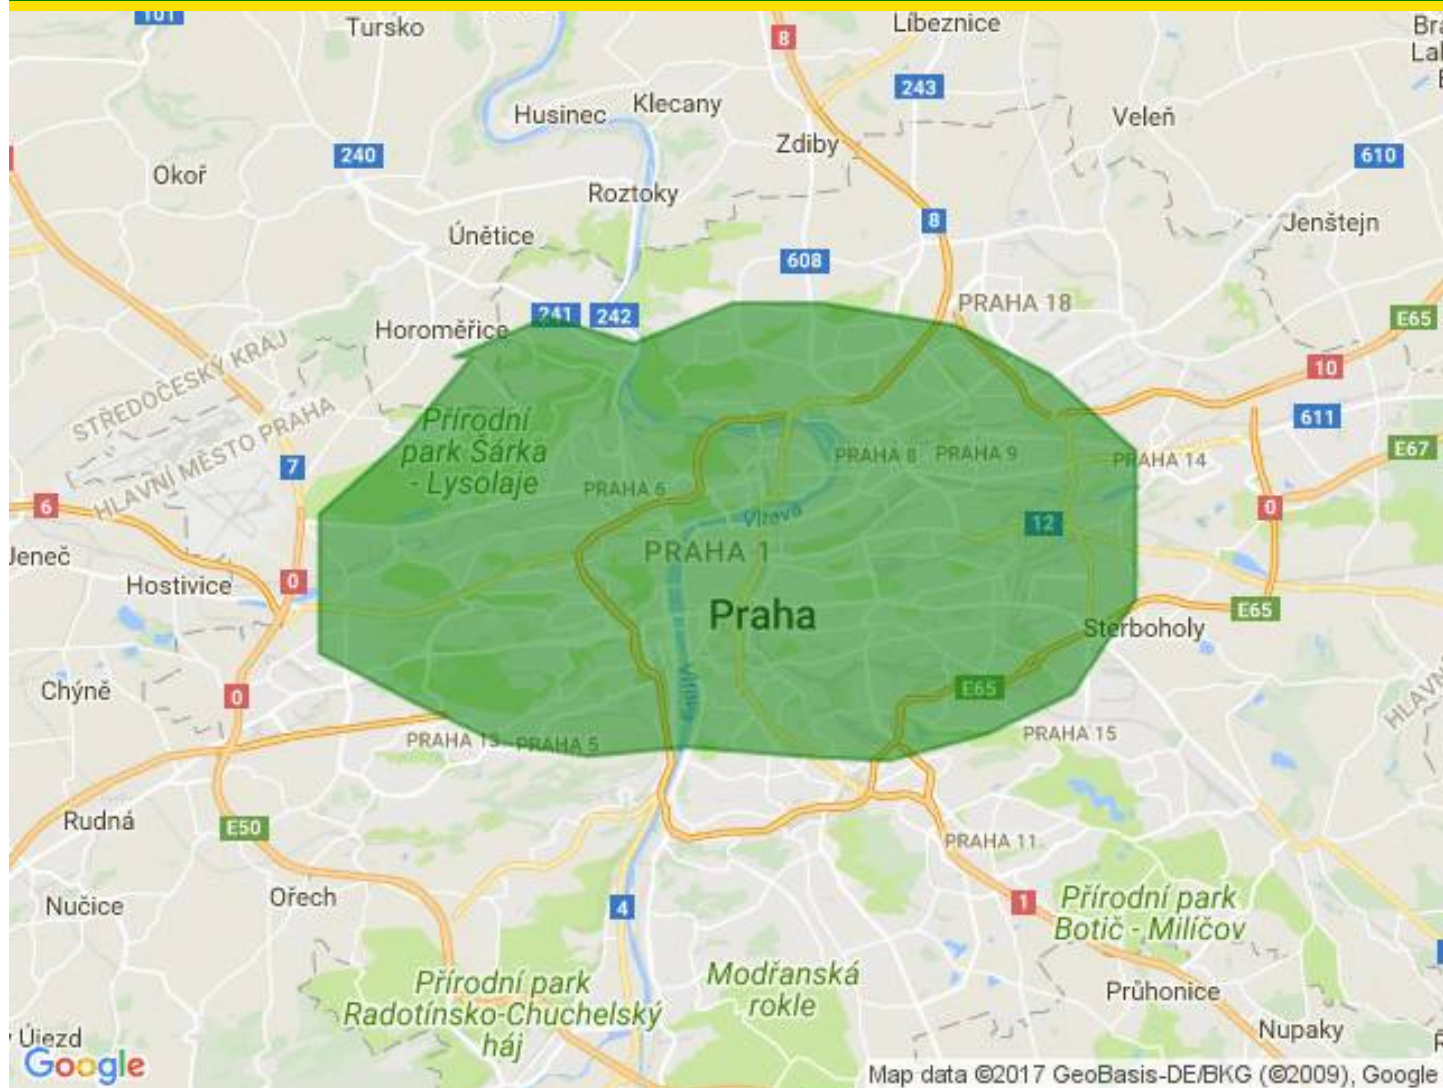 101
Tursko
8
Líbeznice
243
Husinec
Klecany
Veleň
Zdiby
240
610
Okoř
Roztoky
8
Jenštejn
Únětice
608
PRAHA 18
241
242
Horoměřice
E65
STŘEDOČESKÝ KRAJ
10
HLAVNÍ MĚSTO PRAHA
Přírodní
park Šárka
- Lysolaje
611
PRAHA 8
PRAHA 9
PRAHA 14
E67
7
PRAHA 6
6
0
Vltava
12
PRAHA 1
Jeneč
Hostivice
0
Praha
E65
Štěrboholy
Chýně
0
Vltava
E65
PRAHA 13
PRAHA 5
PRAHA 15
Rudná
E50
PRAHA 11
Nučice
Ořech
4
1
Přírodní park
Botič - Milíčov
Přírodní park
Radotínsko-Chuchelský
háj
Modřanská
rokle
Průhonice
Nupaky
Újezd
Google
Map data ©2017 GeoBasis-DE/BKG (©2009), Google